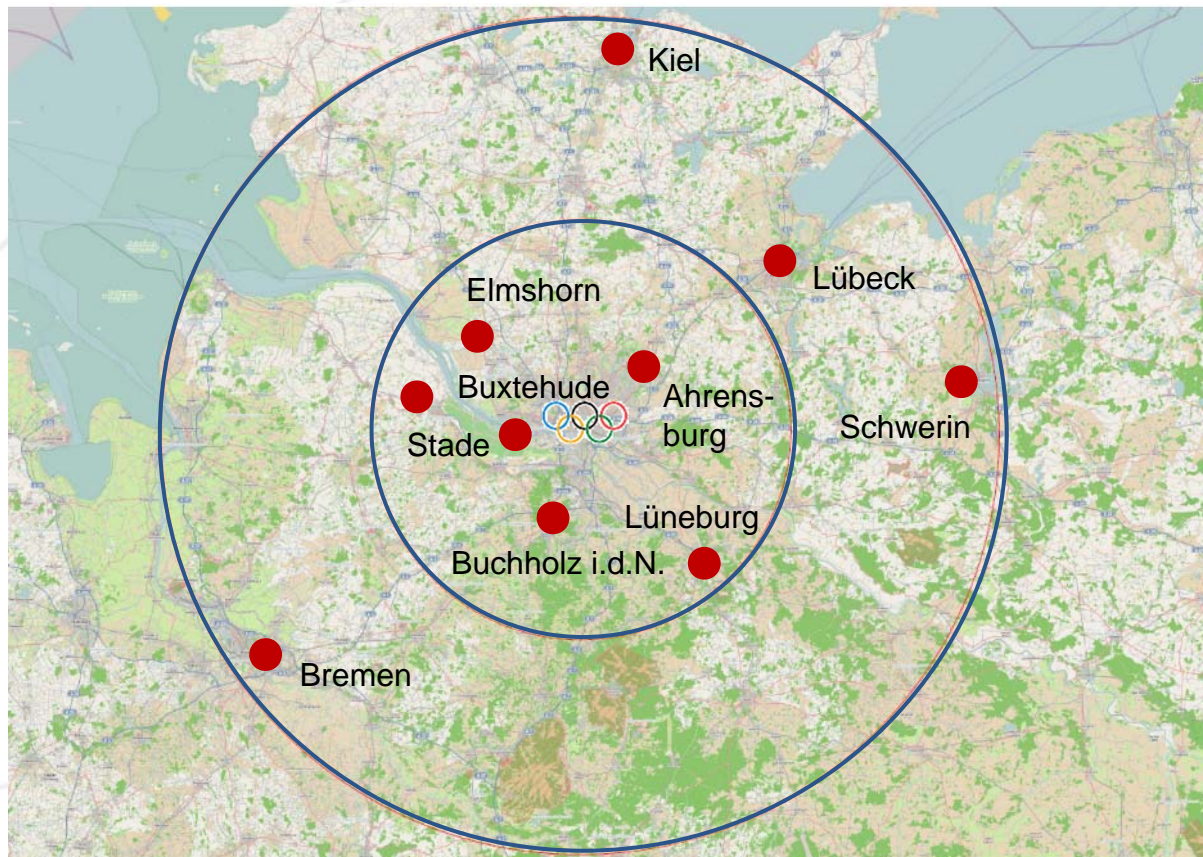 Kiel
Lübeck
Elmshorn
Buxtehude
Ahrens-
burg
Schwerin
Stade
Lüneburg
Buchholz i.d.N.
Bremen